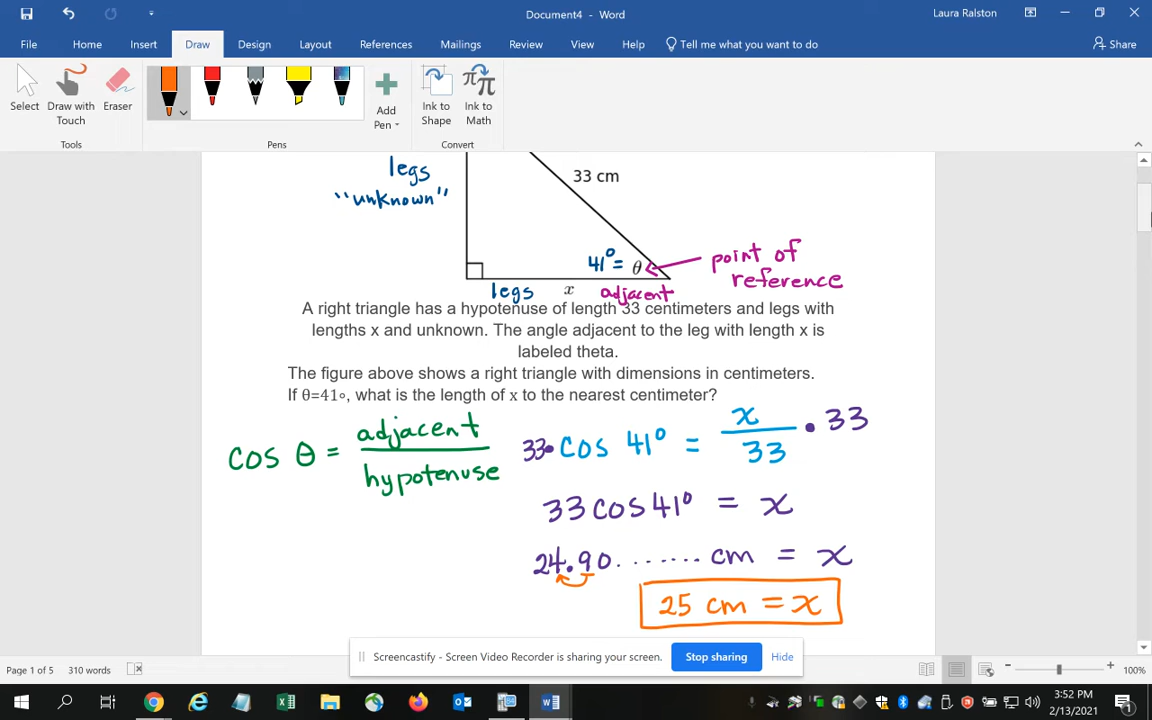 Document4 - Word
Laura Ralston
File Home Insert Draw Design Layout References Mailings Review View Help Tell me what you want to do Share
Select Draw with Touch Eraser Add Pen Ink to Shape Ink to Math
Tools Pens Convert
legs
"unknown"
33 cm
41° = θ
point of
reference
legs x adjacent
A right triangle has a hypotenuse of length 33 centimeters and legs with
lengths x and unknown. The angle adjacent to the leg with length x is
labeled theta.
The figure above shows a right triangle with dimensions in centimeters.
If θ=41∘, what is the length of x to the nearest centimeter?
cos θ = adjacent / hypotenuse
33• cos 41° = x / 33 • 33
33 cos 41° = x
24.90........ cm = x
25 cm = x
Screencastify - Screen Video Recorder is sharing your screen. Stop sharing Hide
Page 1 of 5 310 words 100%
3:52 PM
2/13/2021
1